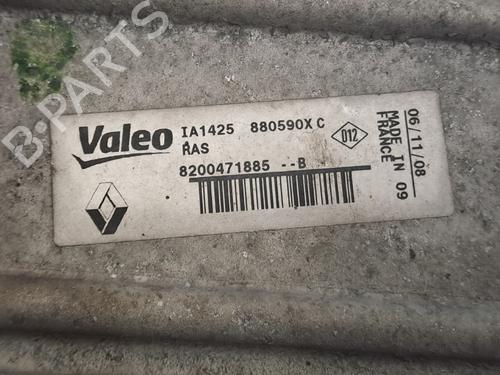 B-PARTS
Valeo
IA1425 880590X C
RAS
8200471885 --B
D12
06/11/08
MADE IN 09
FRANCE